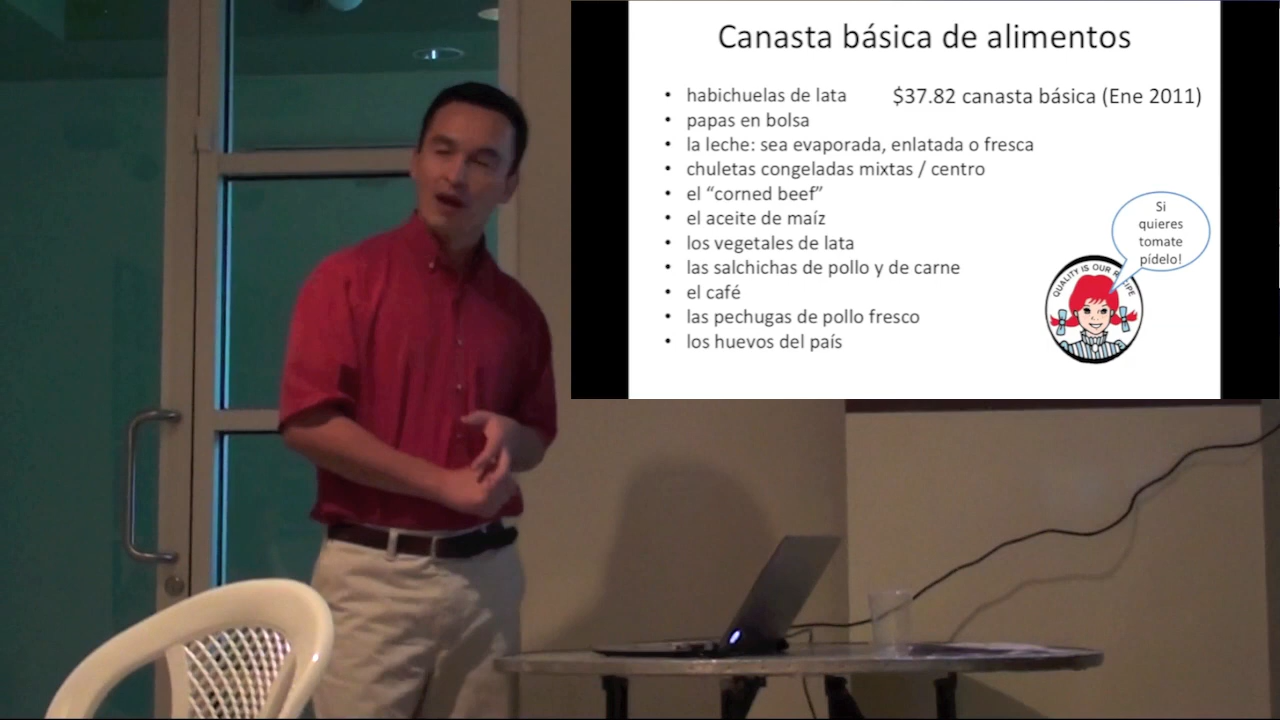 Canasta básica de alimentos
• habichuelas de lata
$37.82 canasta básica (Ene 2011)
• papas en bolsa
• la leche: sea evaporada, enlatada o fresca
• chuletas congeladas mixtas / centro
• el “corned beef”
• el aceite de maíz
• los vegetales de lata
• las salchichas de pollo y de carne
• el café
• las pechugas de pollo fresco
• los huevos del país
Si
quieres
tomate
pídelo!
QUALITY IS OUR R IPE